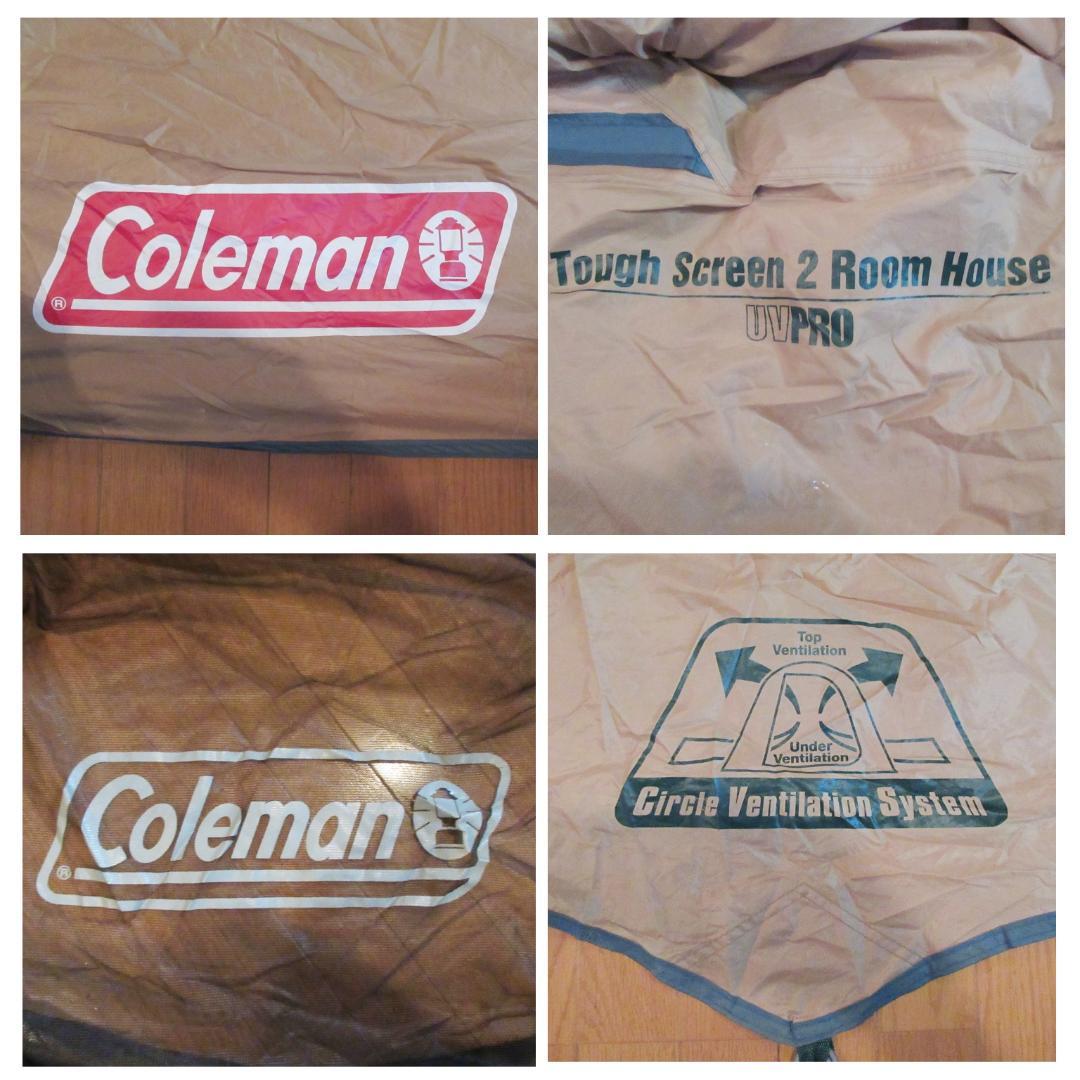 Coleman
®
Tough Screen 2 Room House
UVPRO
Coleman
®
Top
Ventilation
Under
Ventilation
Circle Ventilation System